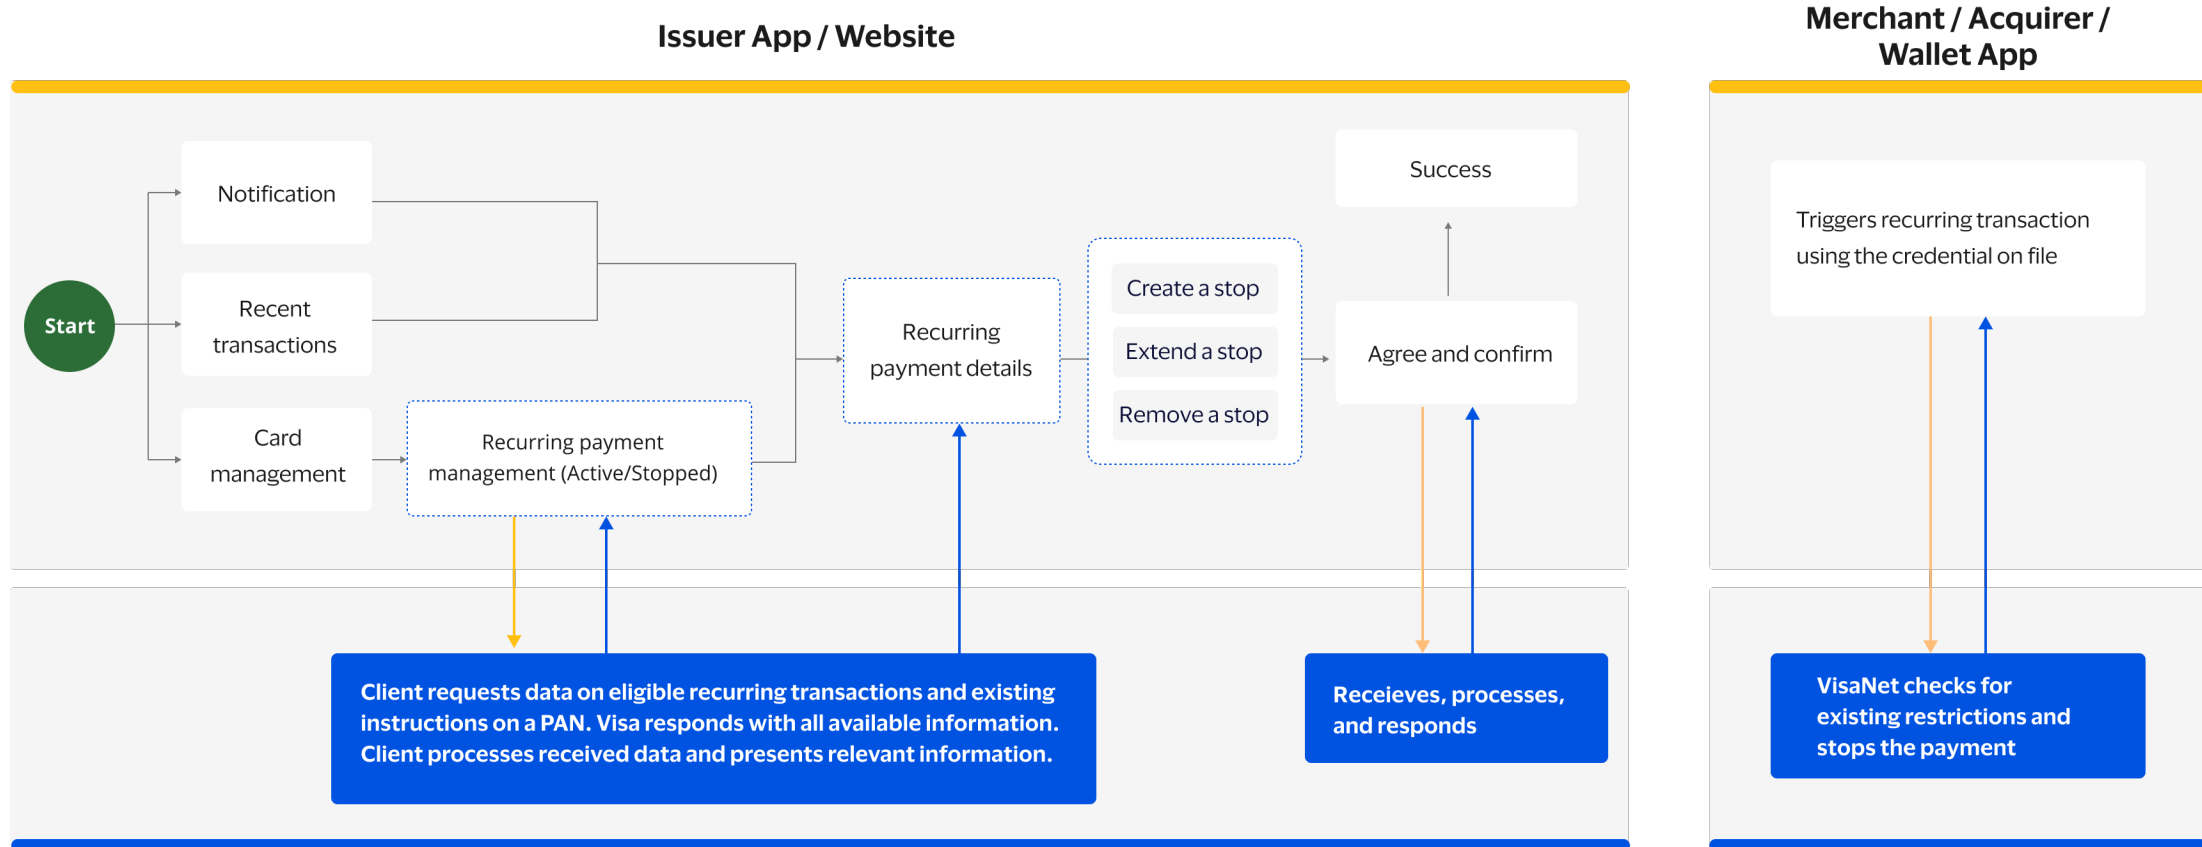 Issuer App / Website
Merchant / Acquirer /
Wallet App
Start
Notification
Recent
transactions
Card
management
Recurring payment
management (Active/Stopped)
Recurring
payment details
Create a stop
Extend a stop
Remove a stop
Success
Agree and confirm
Triggers recurring transaction
using the credential on file
Client requests data on eligible recurring transactions and existing
instructions on a PAN. Visa responds with all available information.
Client processes received data and presents relevant information.
Receieves, processes,
and responds
VisaNet checks for
existing restrictions and
stops the payment